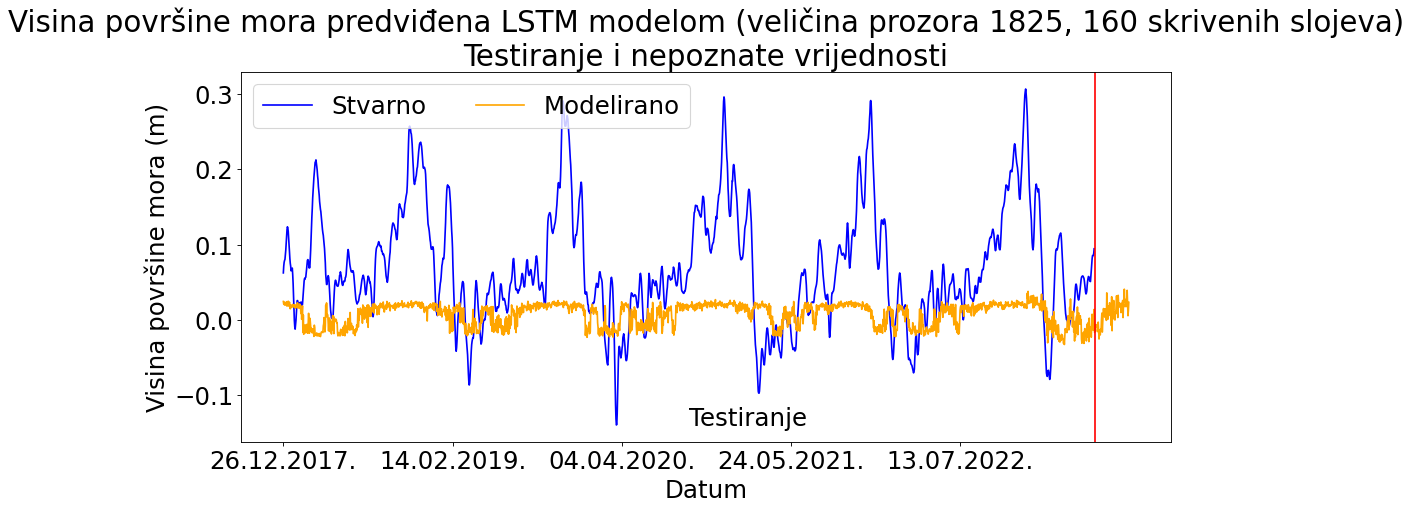 Visina površine mora predviđena LSTM modelom (veličina prozora 1825, 160 skrivenih slojeva)
Testiranje i nepoznate vrijednosti
Stvarno Modelirano
Visina površine mora (m)
0.3
0.2
0.1
0.0
−0.1
Testiranje
26.12.2017. 14.02.2019. 04.04.2020. 24.05.2021. 13.07.2022.
Datum